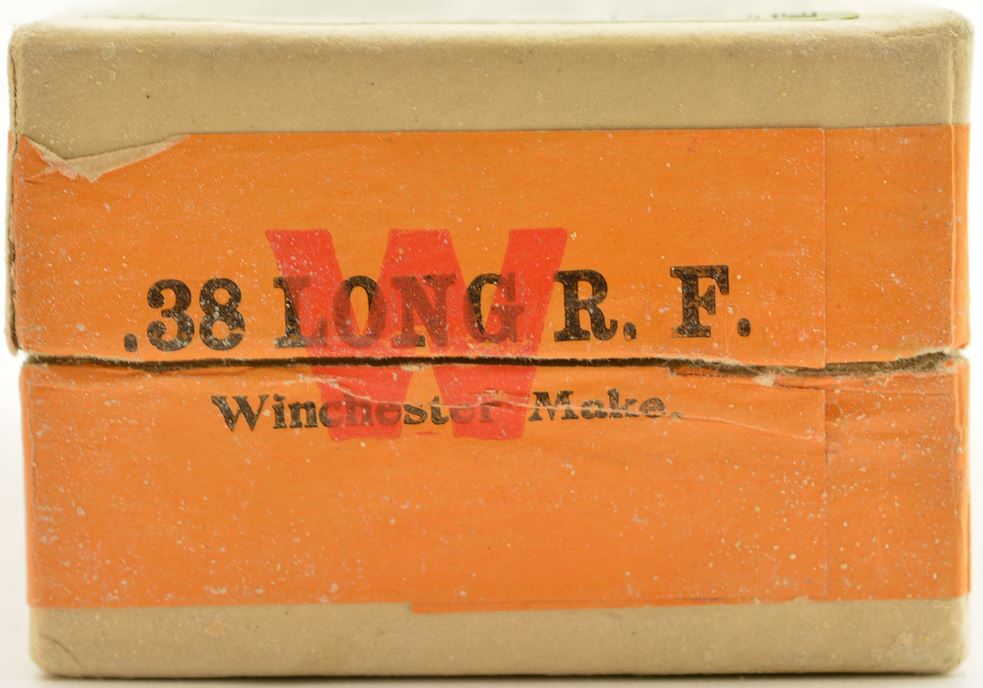 W
.38 LONG R. F.
Winchester Make.